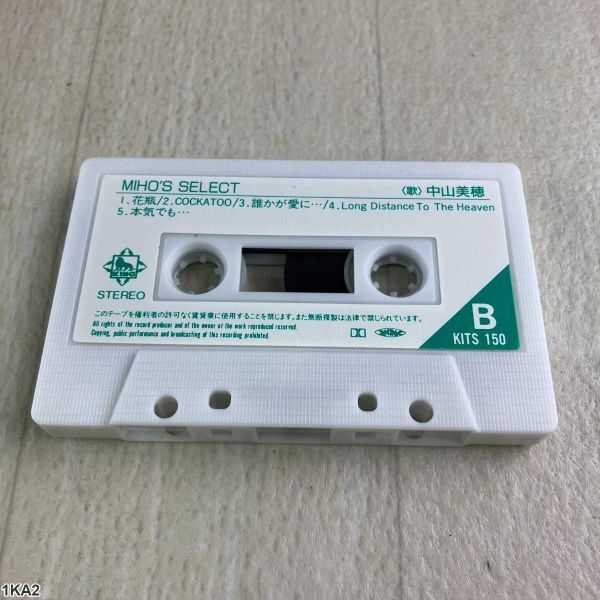 MIHO'S SELECT
〈歌〉中山美穂
1.花瓶/2.COCKATOO/3.誰かが愛に…/4.Long Distance To The Heaven
5.本気でも…
KING
STEREO
このテープを権利者の許可なく賃貸業に使用することを禁じます。また無断複製は法律で禁じられています。
All rights of the record producer and of the owner of the work reproduced reserved.
Copying, public performance and broadcasting of this recording prohibited.
B
KITS 150
1KA2